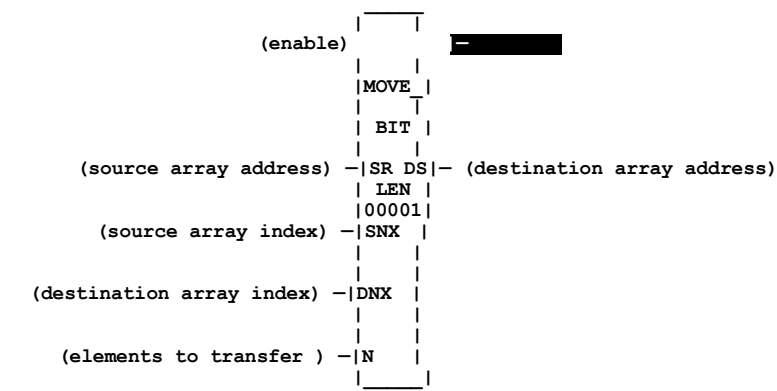 (enable)
MOVE_
BIT
(source array address) —|SR DS|— (destination array address)
LEN
00001
(source array index) —|SNX
(destination array index) —|DNX
(elements to transfer ) —|N